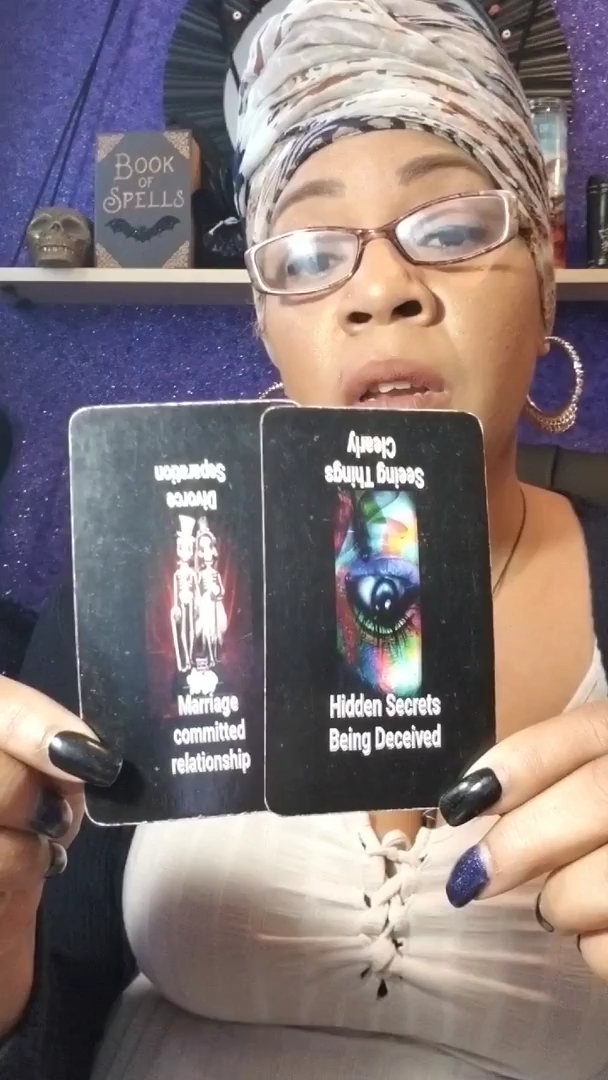 BOOK
OF
SPELLS
Divorce
Separation
Marriage
committed
relationship
Seeing Things
Clearly
Hidden Secrets
Being Deceived